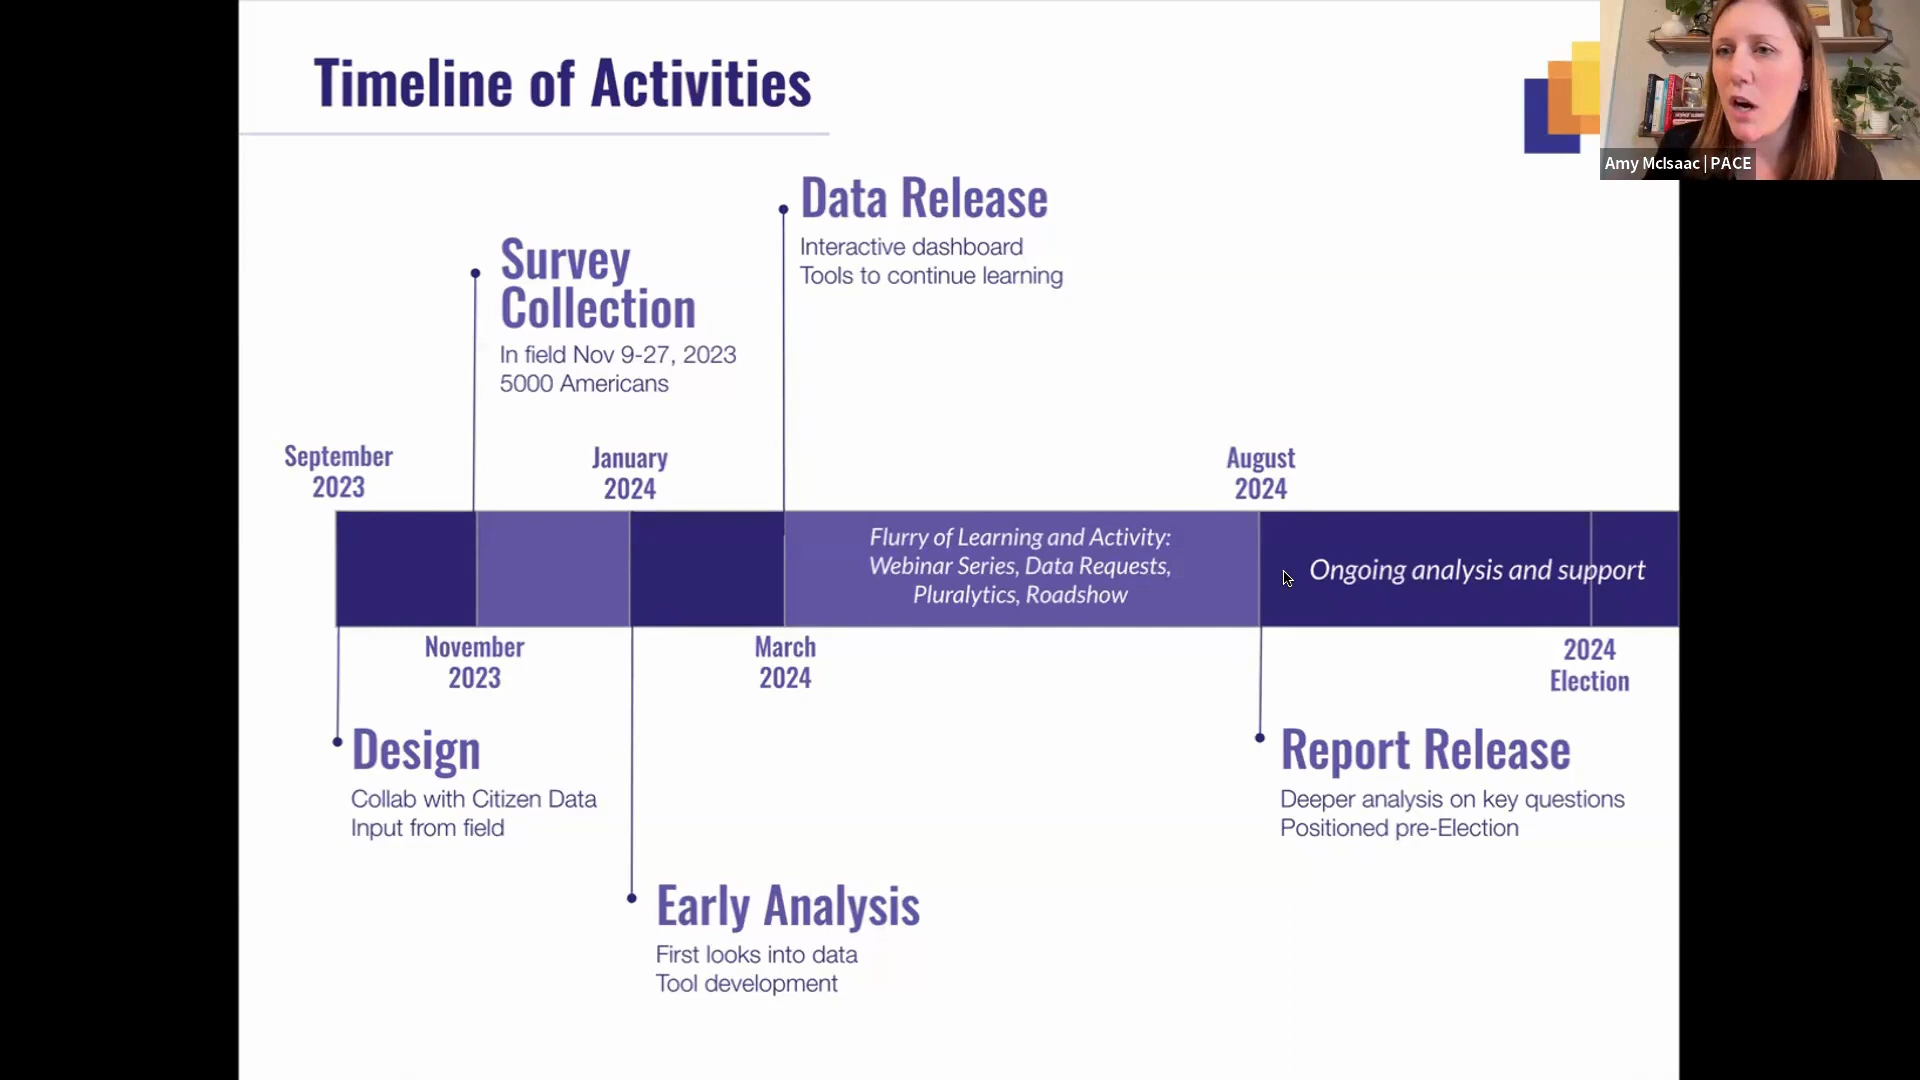 Timeline of Activities
Amy McIsaac | PACE
Data Release
Interactive dashboard
Tools to continue learning
Survey
Collection
In field Nov 9-27, 2023
5000 Americans
September
2023
January
2024
August
2024
Flurry of Learning and Activity:
Webinar Series, Data Requests,
Pluralytics, Roadshow
Ongoing analysis and support
November
2023
March
2024
2024
Election
Design
Collab with Citizen Data
Input from field
Report Release
Deeper analysis on key questions
Positioned pre-Election
Early Analysis
First looks into data
Tool development